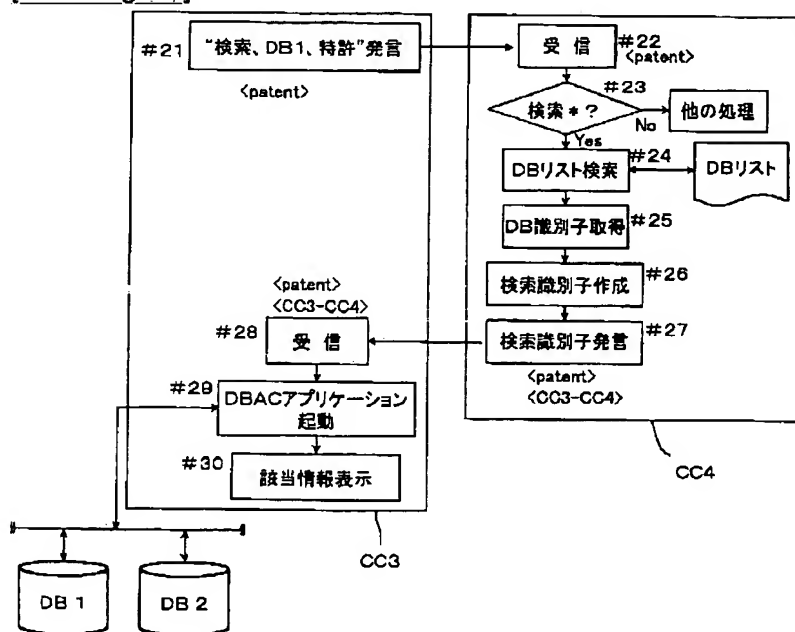 #21
“検索、DB1、特許”発言
<patent>
受 信
#22
<patent>
#23
検索*?
No
他の処理
Yes
#24
DBリスト検索
DBリスト
DB識別子取得
#25
検索識別子作成
#26
検索識別子発言
#27
<patent>
<CC3-CC4>
<patent>
<CC3-CC4>
#28
受 信
#29
DBACアプリケーション
起動
#30
該当情報表示
CC4
CC3
DB 1
DB 2